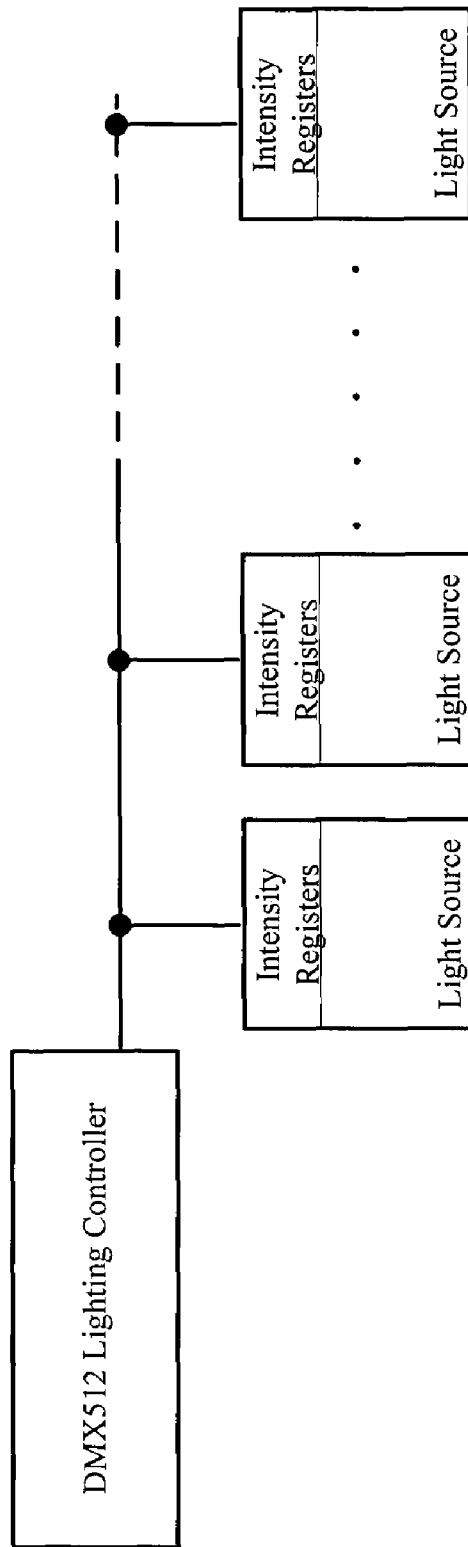 DMX512 Lighting Controller
Intensity
Registers
Light Source
Intensity
Registers
Light Source
Intensity
Registers
Light Source